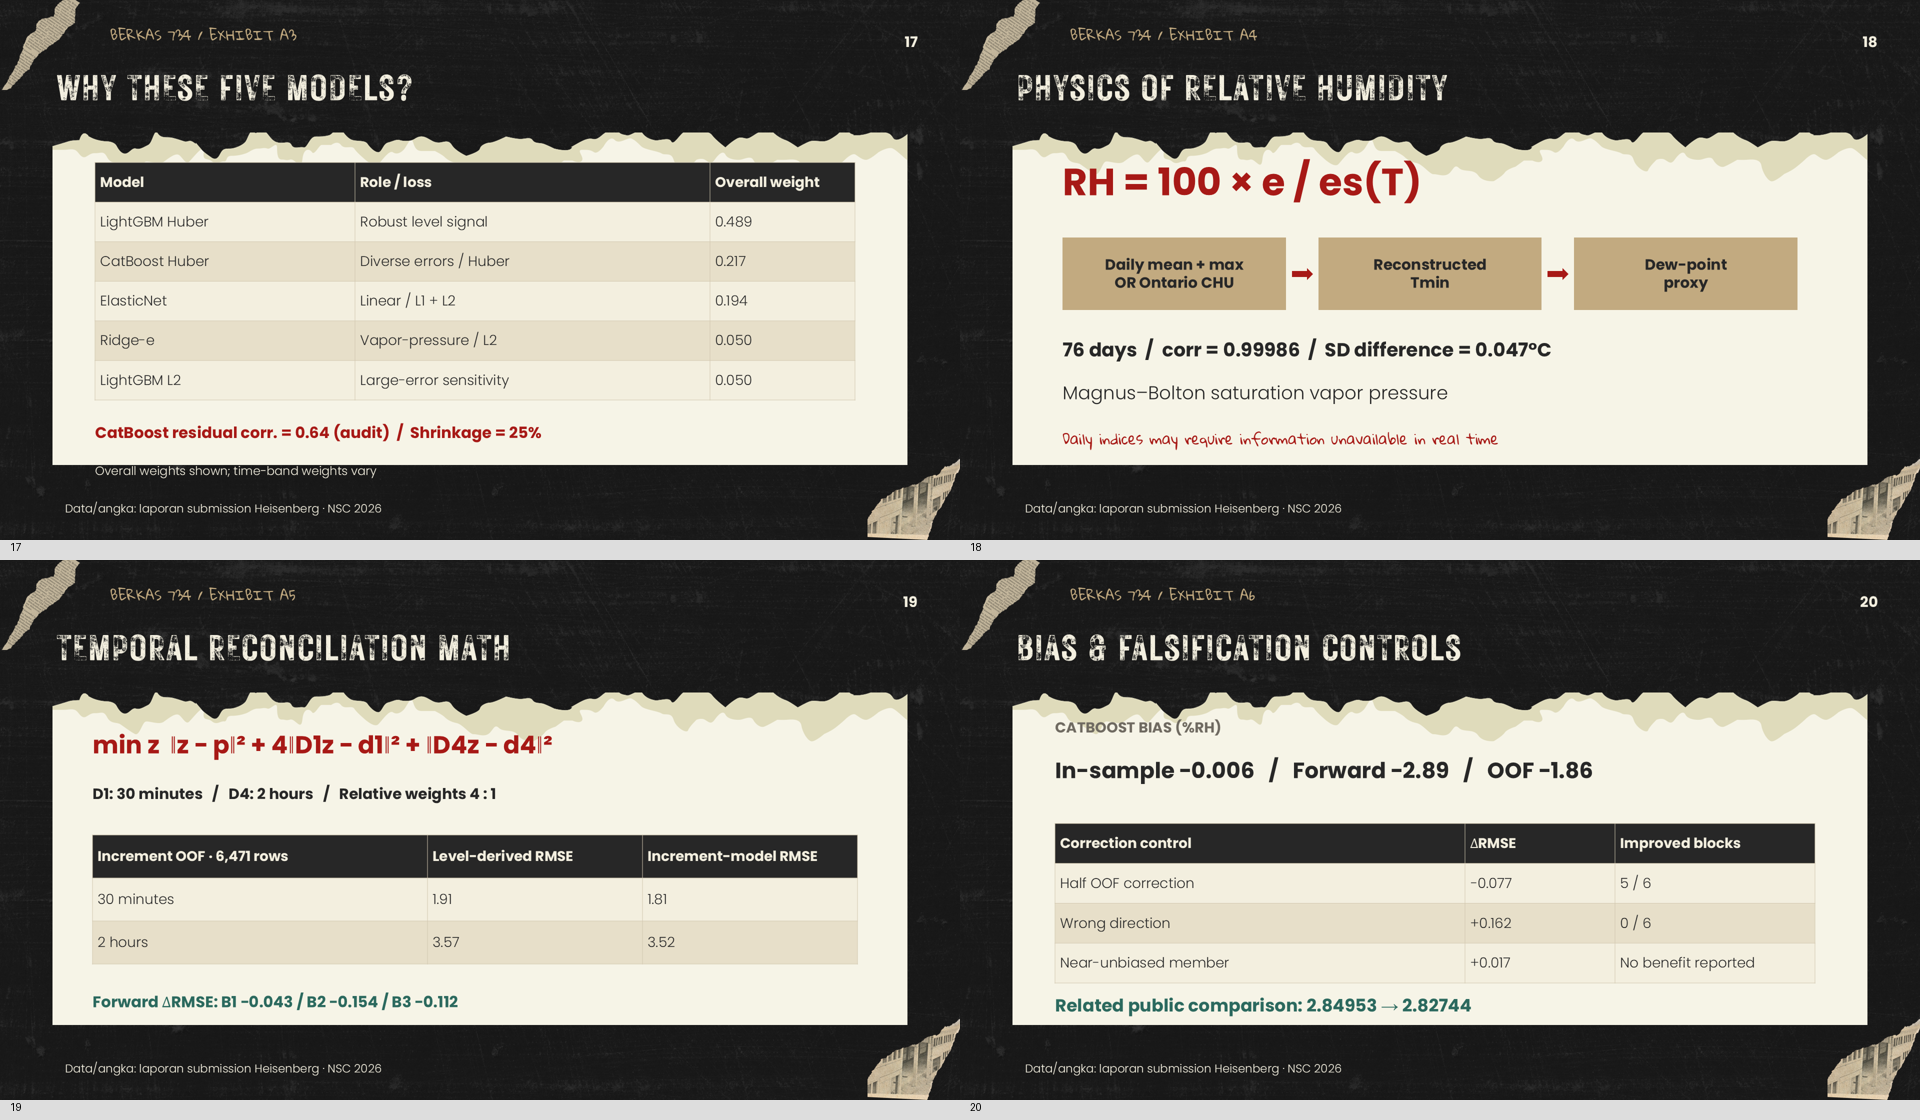 BERKAS 734 / EXHIBIT A3
17
WHY THESE FIVE MODELS?
Model Role / loss Overall weight
LightGBM Huber Robust level signal 0.489
CatBoost Huber Diverse errors / Huber 0.217
ElasticNet Linear / L1 + L2 0.194
Ridge-e Vapor-pressure / L2 0.050
LightGBM L2 Large-error sensitivity 0.050
CatBoost residual corr. = 0.64 (audit) / Shrinkage = 25%
Overall weights shown; time-band weights vary
Data/angka: laporan submission Heisenberg · NSC 2026
17
BERKAS 734 / EXHIBIT A4
18
PHYSICS OF RELATIVE HUMIDITY
RH = 100 × e / es(T)
Daily mean + max
OR Ontario CHU
Reconstructed
Tmin
Dew-point
proxy
76 days / corr = 0.99986 / SD difference = 0.047°C
Magnus–Bolton saturation vapor pressure
Daily indices may require information unavailable in real time
Data/angka: laporan submission Heisenberg · NSC 2026
18
BERKAS 734 / EXHIBIT A5
19
TEMPORAL RECONCILIATION MATH
min z ‖z − p‖² + 4‖D1z − d1‖² + ‖D4z − d4‖²
D1: 30 minutes / D4: 2 hours / Relative weights 4 : 1
Increment OOF · 6,471 rows Level-derived RMSE Increment-model RMSE
30 minutes 1.91 1.81
2 hours 3.57 3.52
Forward ΔRMSE: B1 −0.043 / B2 −0.154 / B3 −0.112
Data/angka: laporan submission Heisenberg · NSC 2026
19
BERKAS 734 / EXHIBIT A6
20
BIAS & FALSIFICATION CONTROLS
CATBOOST BIAS (%RH)
In-sample −0.006 / Forward −2.89 / OOF −1.86
Correction control ΔRMSE Improved blocks
Half OOF correction −0.077 5 / 6
Wrong direction +0.162 0 / 6
Near-unbiased member +0.017 No benefit reported
Related public comparison: 2.84953 → 2.82744
Data/angka: laporan submission Heisenberg · NSC 2026
20